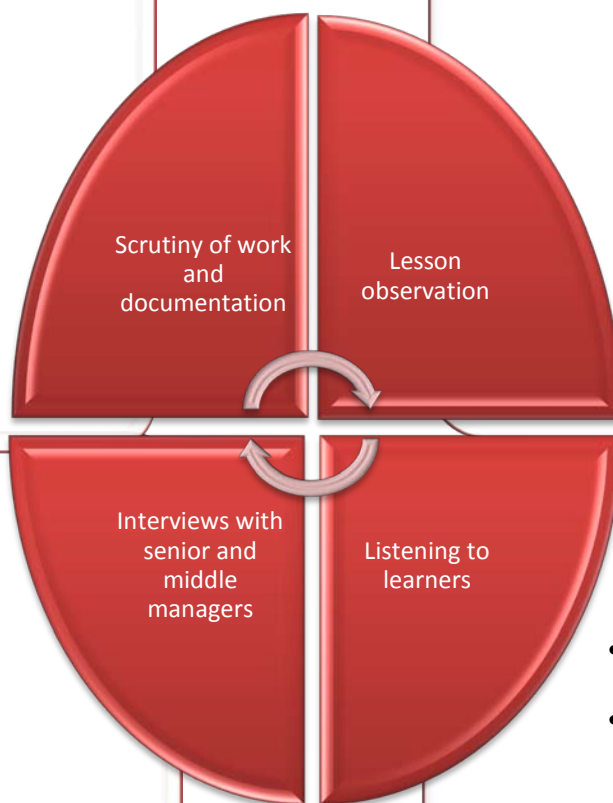 Scrutiny of work
and
documentation
Lesson
observation
Interviews with
senior and
middle
managers
Listening to
learners
•
•